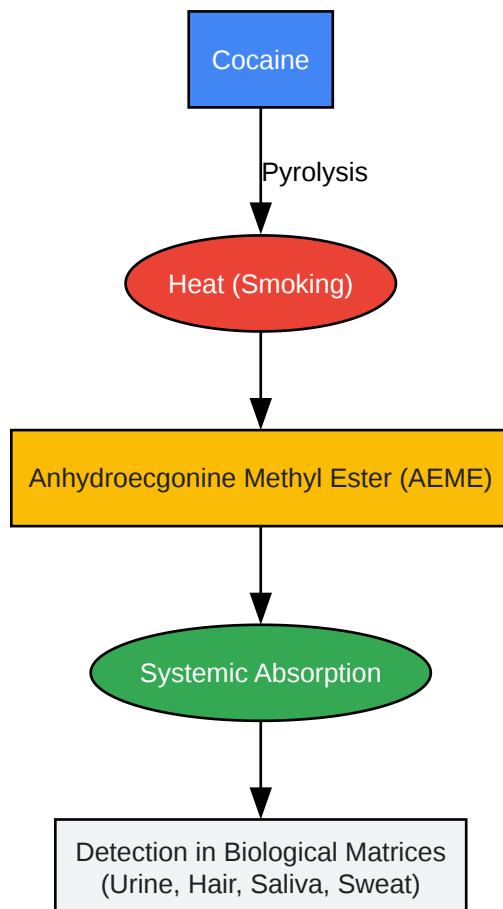 Cocaine
Pyrolysis
Heat (Smoking)
Anhydroecgonine Methyl Ester (AEME)
Systemic Absorption
Detection in Biological Matrices
(Urine, Hair, Saliva, Sweat)